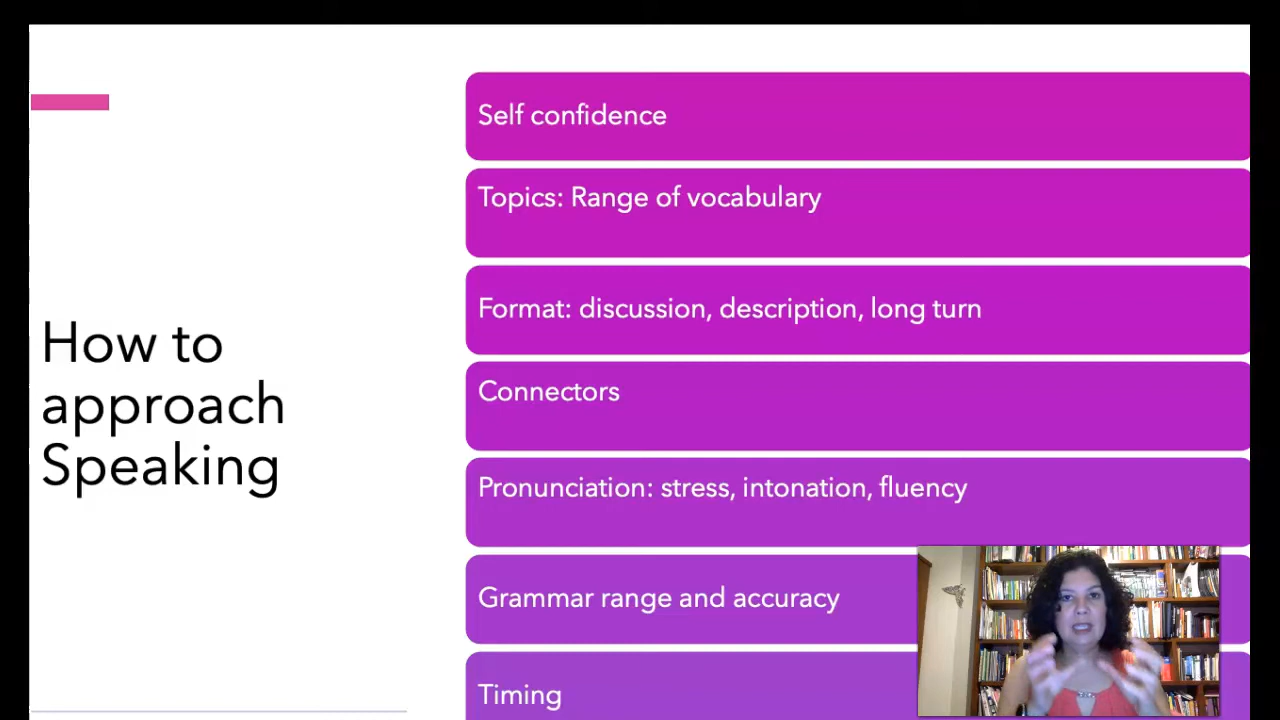 How to
approach
Speaking
Self confidence
Topics: Range of vocabulary
Format: discussion, description, long turn
Connectors
Pronunciation: stress, intonation, fluency
Grammar range and accuracy
Timing